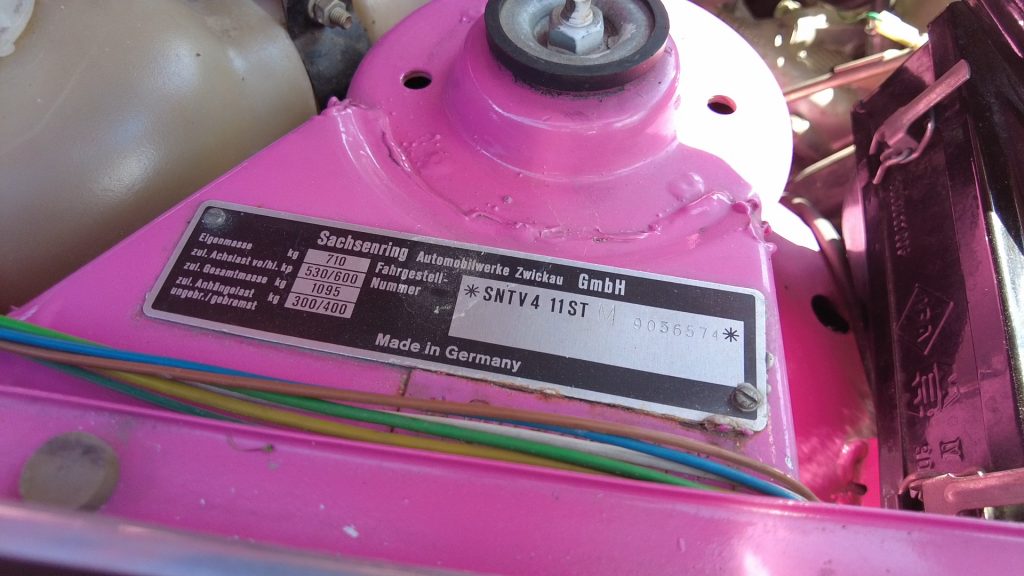 Sachsenring Automobilwerke Zwickau GmbH
Eigenmasse kg 710
zul. Achslast vo/hi. kp 530/600
zul. Gesamtmasse kg 1095
zul. Anhängelast kg 300/400
ungebr./gebremst
Fahrgestell-
Nummer
*SNTV4 11ST M 9036574*
Made in Germany